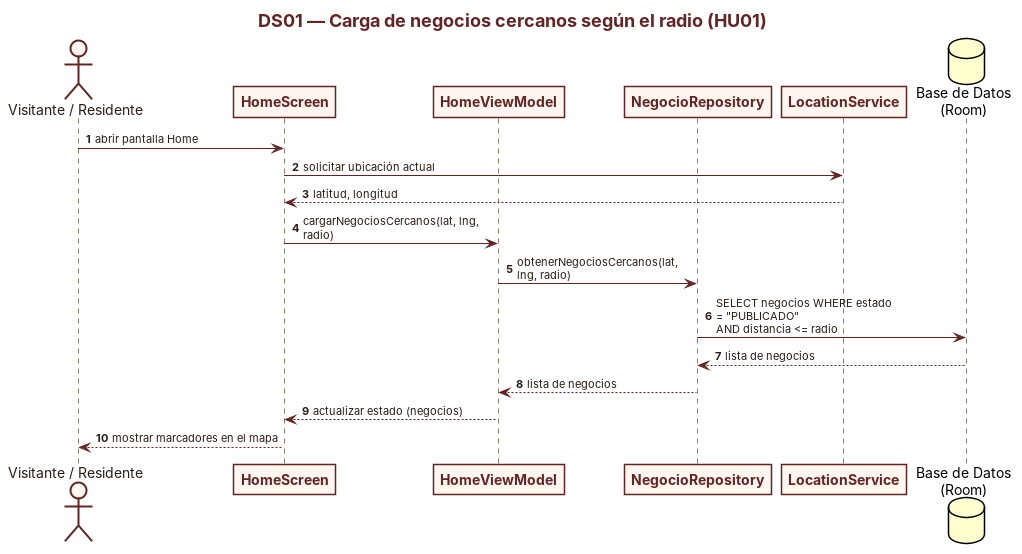 DS01 — Carga de negocios cercanos según el radio (HU01)
Visitante / Residente
HomeScreen
HomeViewModel
NegocioRepository
LocationService
Base de Datos
(Room)
1 abrir pantalla Home
2 solicitar ubicación actual
3 latitud, longitud
4 cargarNegociosCercanos(lat, lng,
radio)
5 obtenerNegociosCercanos(lat,
lng, radio)
6 SELECT negocios WHERE estado
= "PUBLICADO"
AND distancia <= radio
7 lista de negocios
8 lista de negocios
9 actualizar estado (negocios)
10 mostrar marcadores en el mapa
Visitante / Residente
HomeScreen
HomeViewModel
NegocioRepository
LocationService
Base de Datos
(Room)